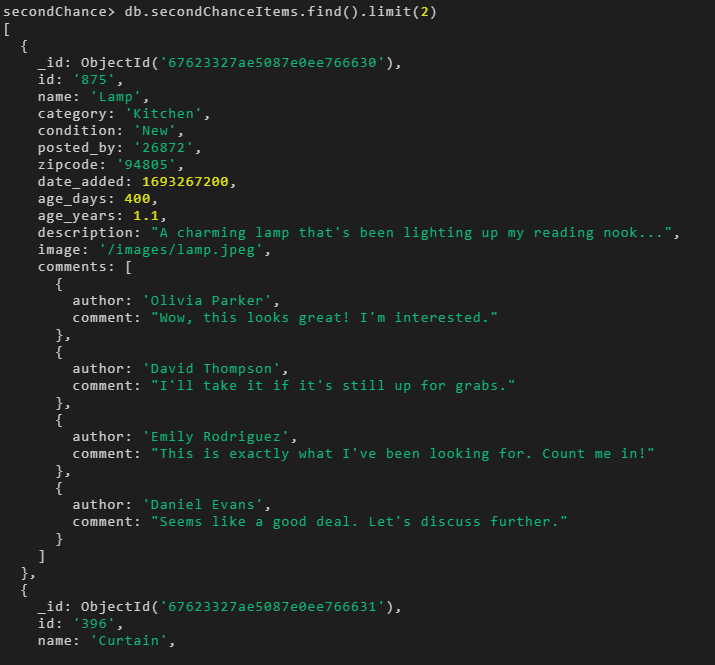 secondChance> db.secondChanceItems.find().limit(2)
[
  {
    _id: ObjectId('67623327ae5087e0ee766630'),
    id: '875',
    name: 'Lamp',
    category: 'Kitchen',
    condition: 'New',
    posted_by: '26872',
    zipcode: '94805',
    date_added: 1693267200,
    age_days: 400,
    age_years: 1.1,
    description: "A charming lamp that's been lighting up my reading nook...",
    image: '/images/lamp.jpeg',
    comments: [
      {
        author: 'Olivia Parker',
        comment: "Wow, this looks great! I'm interested."
      },
      {
        author: 'David Thompson',
        comment: "I'll take it if it's still up for grabs."
      },
      {
        author: 'Emily Rodriguez',
        comment: "This is exactly what I've been looking for. Count me in!"
      },
      {
        author: 'Daniel Evans',
        comment: "Seems like a good deal. Let's discuss further."
      }
    ]
  },
  {
    _id: ObjectId('67623327ae5087e0ee766631'),
    id: '396',
    name: 'Curtain',